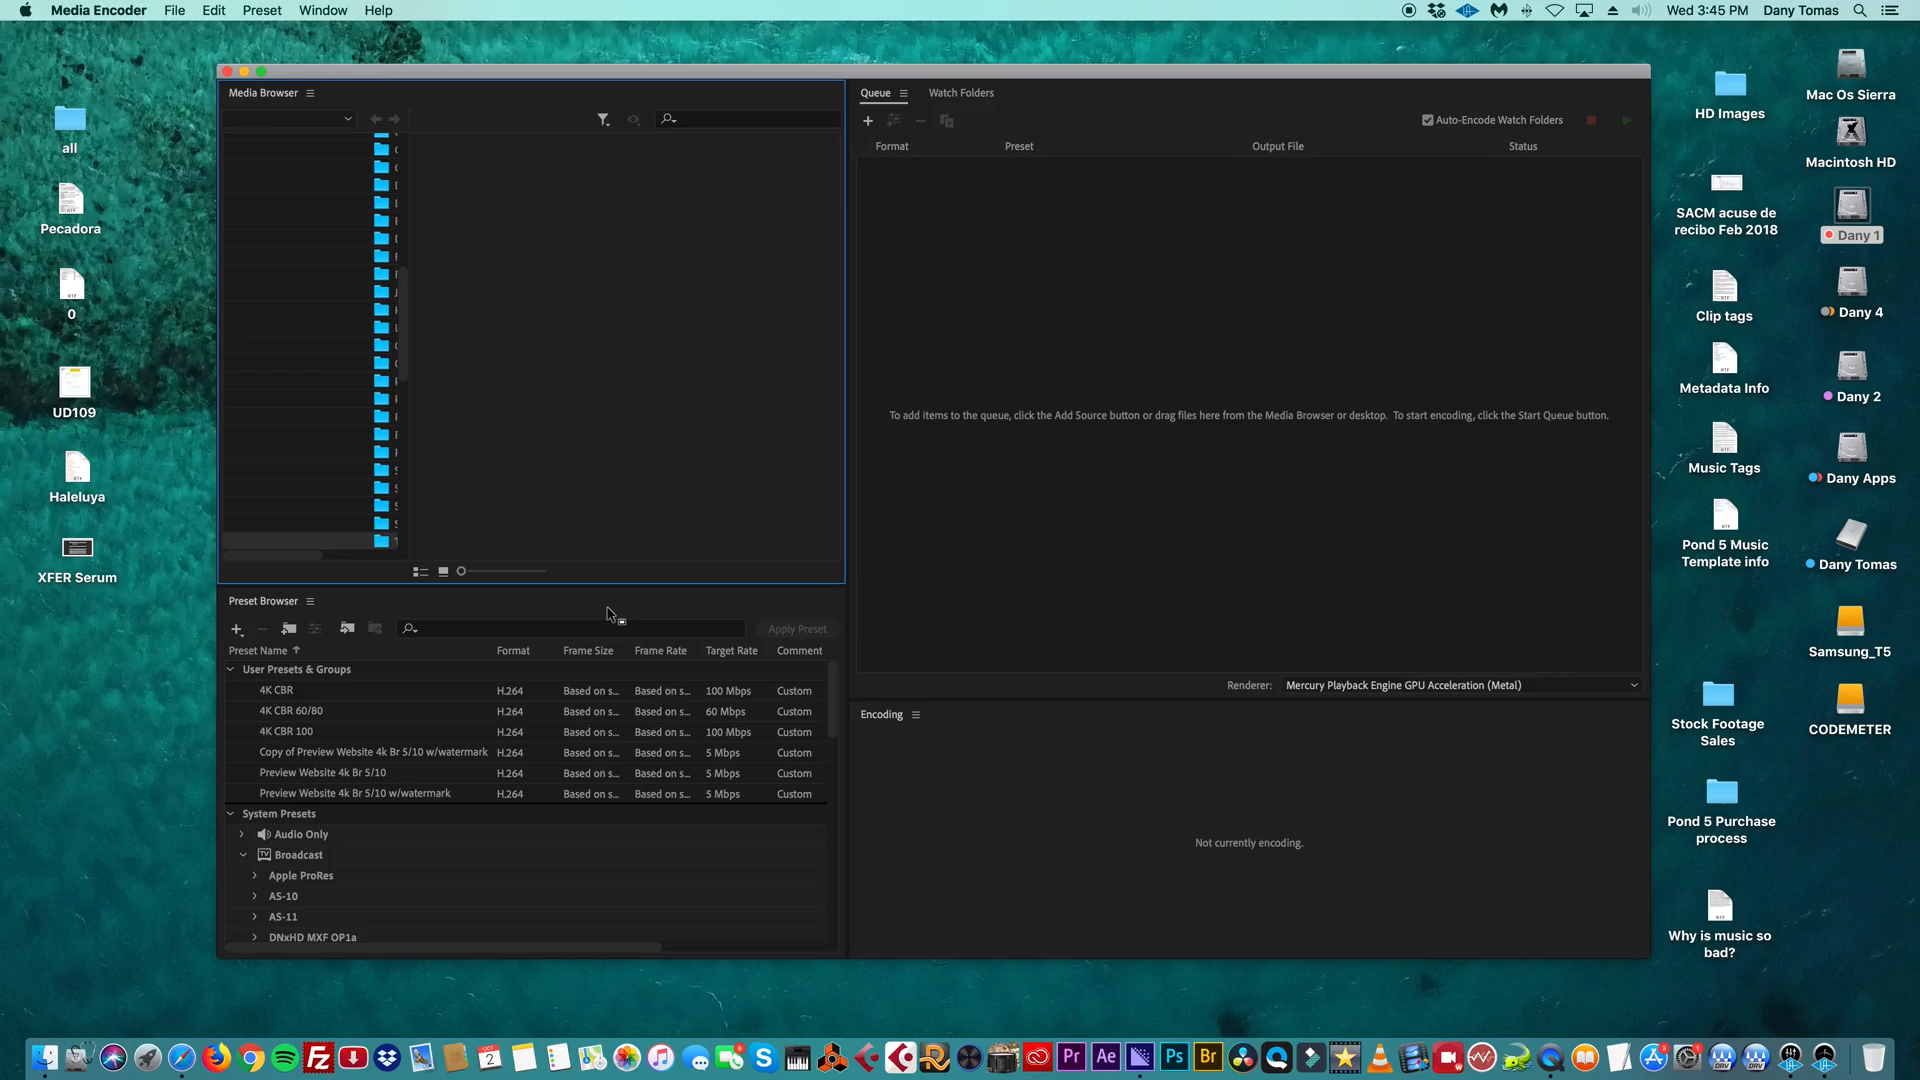 Media Encoder File Edit Preset Window Help
Wed 3:45 PM Dany Tomas
Media Browser
Queue Watch Folders
Auto-Encode Watch Folders
Format Preset Output File Status
To add items to the queue, click the Add Source button or drag files here from the Media Browser or desktop. To start encoding, click the Start Queue button.
Renderer: Mercury Playback Engine GPU Acceleration (Metal)
Encoding
Not currently encoding.
Preset Browser
Apply Preset
Preset Name Format Frame Size Frame Rate Target Rate Comment
User Presets & Groups
4K CBR H.264 Based on s... Based on s... 100 Mbps Custom
4K CBR 60/80 H.264 Based on s... Based on s... 60 Mbps Custom
4K CBR 100 H.264 Based on s... Based on s... 100 Mbps Custom
Copy of Preview Website 4k Br 5/10 w/watermark H.264 Based on s... Based on s... 5 Mbps Custom
Preview Website 4k Br 5/10 H.264 Based on s... Based on s... 5 Mbps Custom
Preview Website 4k Br 5/10 w/watermark H.264 Based on s... Based on s... 5 Mbps Custom
System Presets
Audio Only
Broadcast
Apple ProRes
AS-10
AS-11
DNxHD MXF OP1a
all
Pecadora
0
UD109
Haleluya
XFER Serum
HD Images
SACM acuse de
recibo Feb 2018
Clip tags
Metadata Info
Music Tags
Pond 5 Music
Template info
Stock Footage
Sales
Pond 5 Purchase
process
Why is music so
bad?
Mac Os Sierra
Macintosh HD
Dany 1
Dany 4
Dany 2
Dany Apps
Dany Tomas
Samsung_T5
CODEMETER
OCT
2
Pr Ae Ps Br